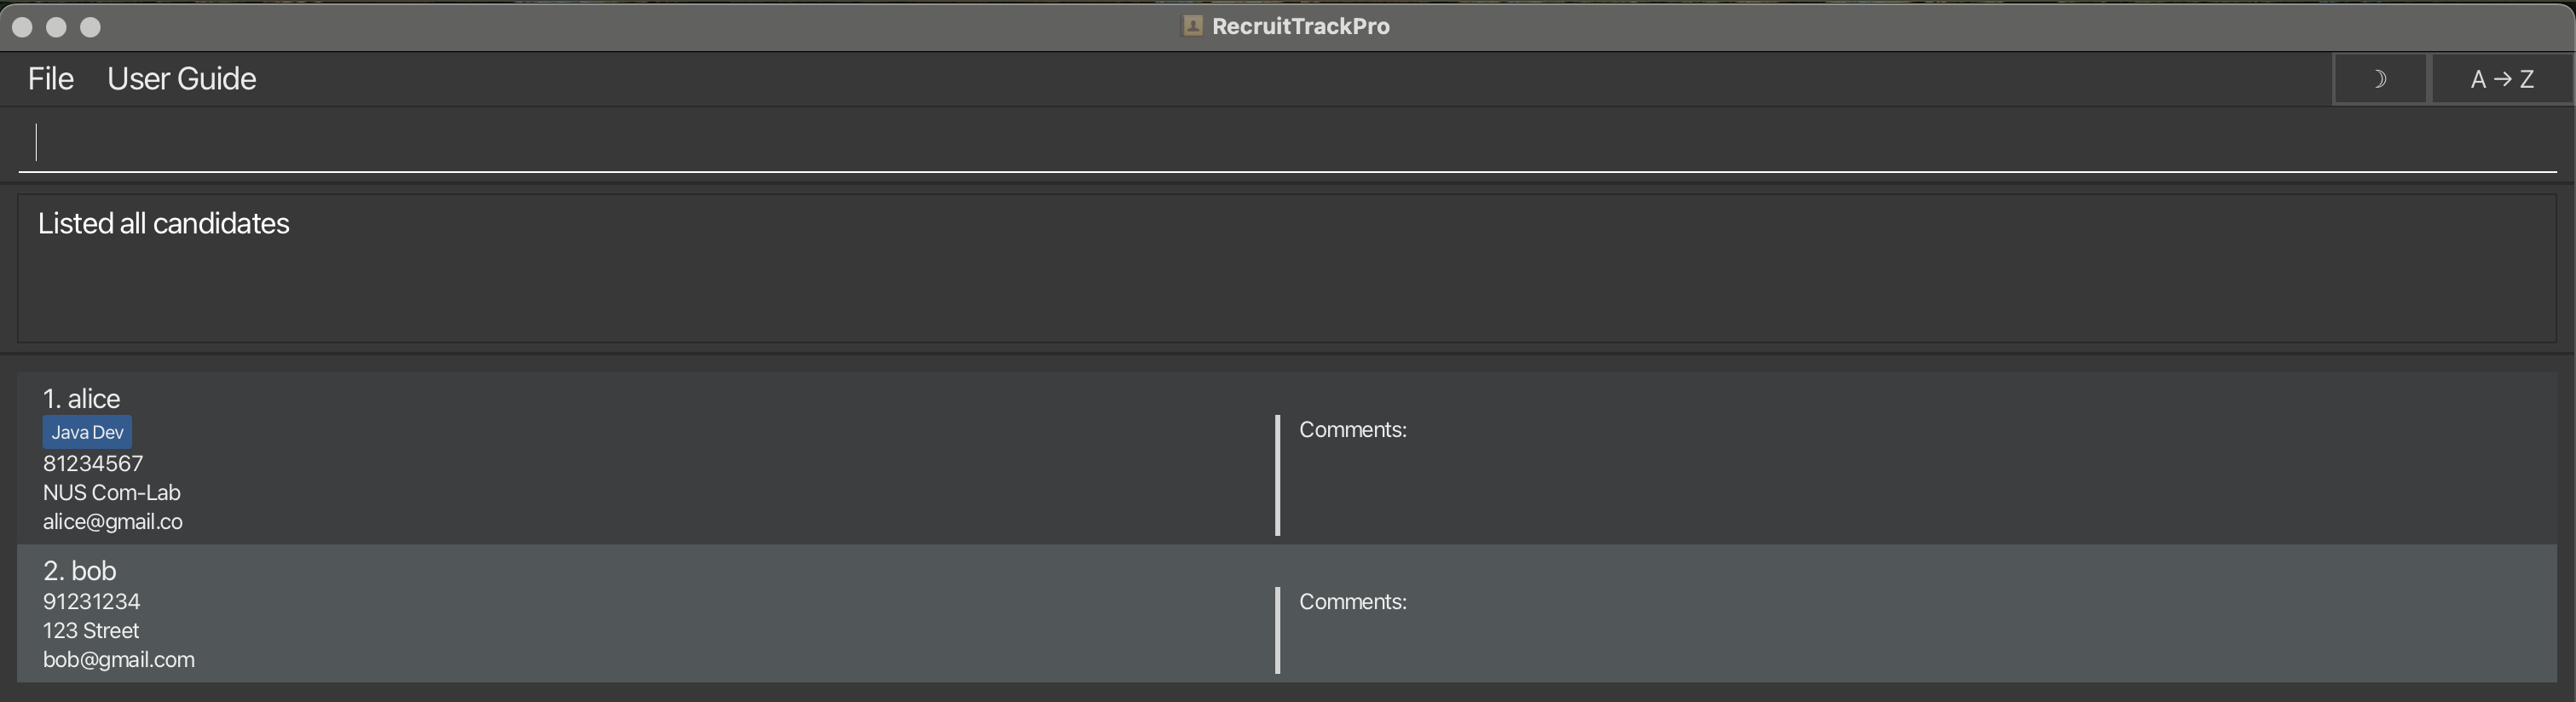 RecruitTrackPro
File User Guide A → Z
Listed all candidates
1. alice
Java Dev
81234567
NUS Com-Lab
alice@gmail.co
Comments:
2. bob
91231234
123 Street
bob@gmail.com
Comments: